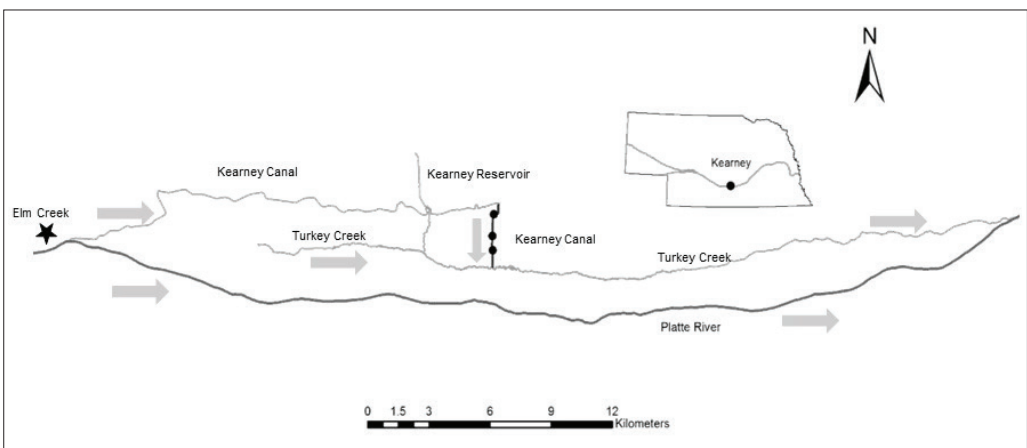 N
Kearney
Kearney Canal
Kearney Reservoir
Elm Creek
Turkey Creek
Kearney Canal
Turkey Creek
Platte River
0 1.5 3 6 9 12
Kilometers